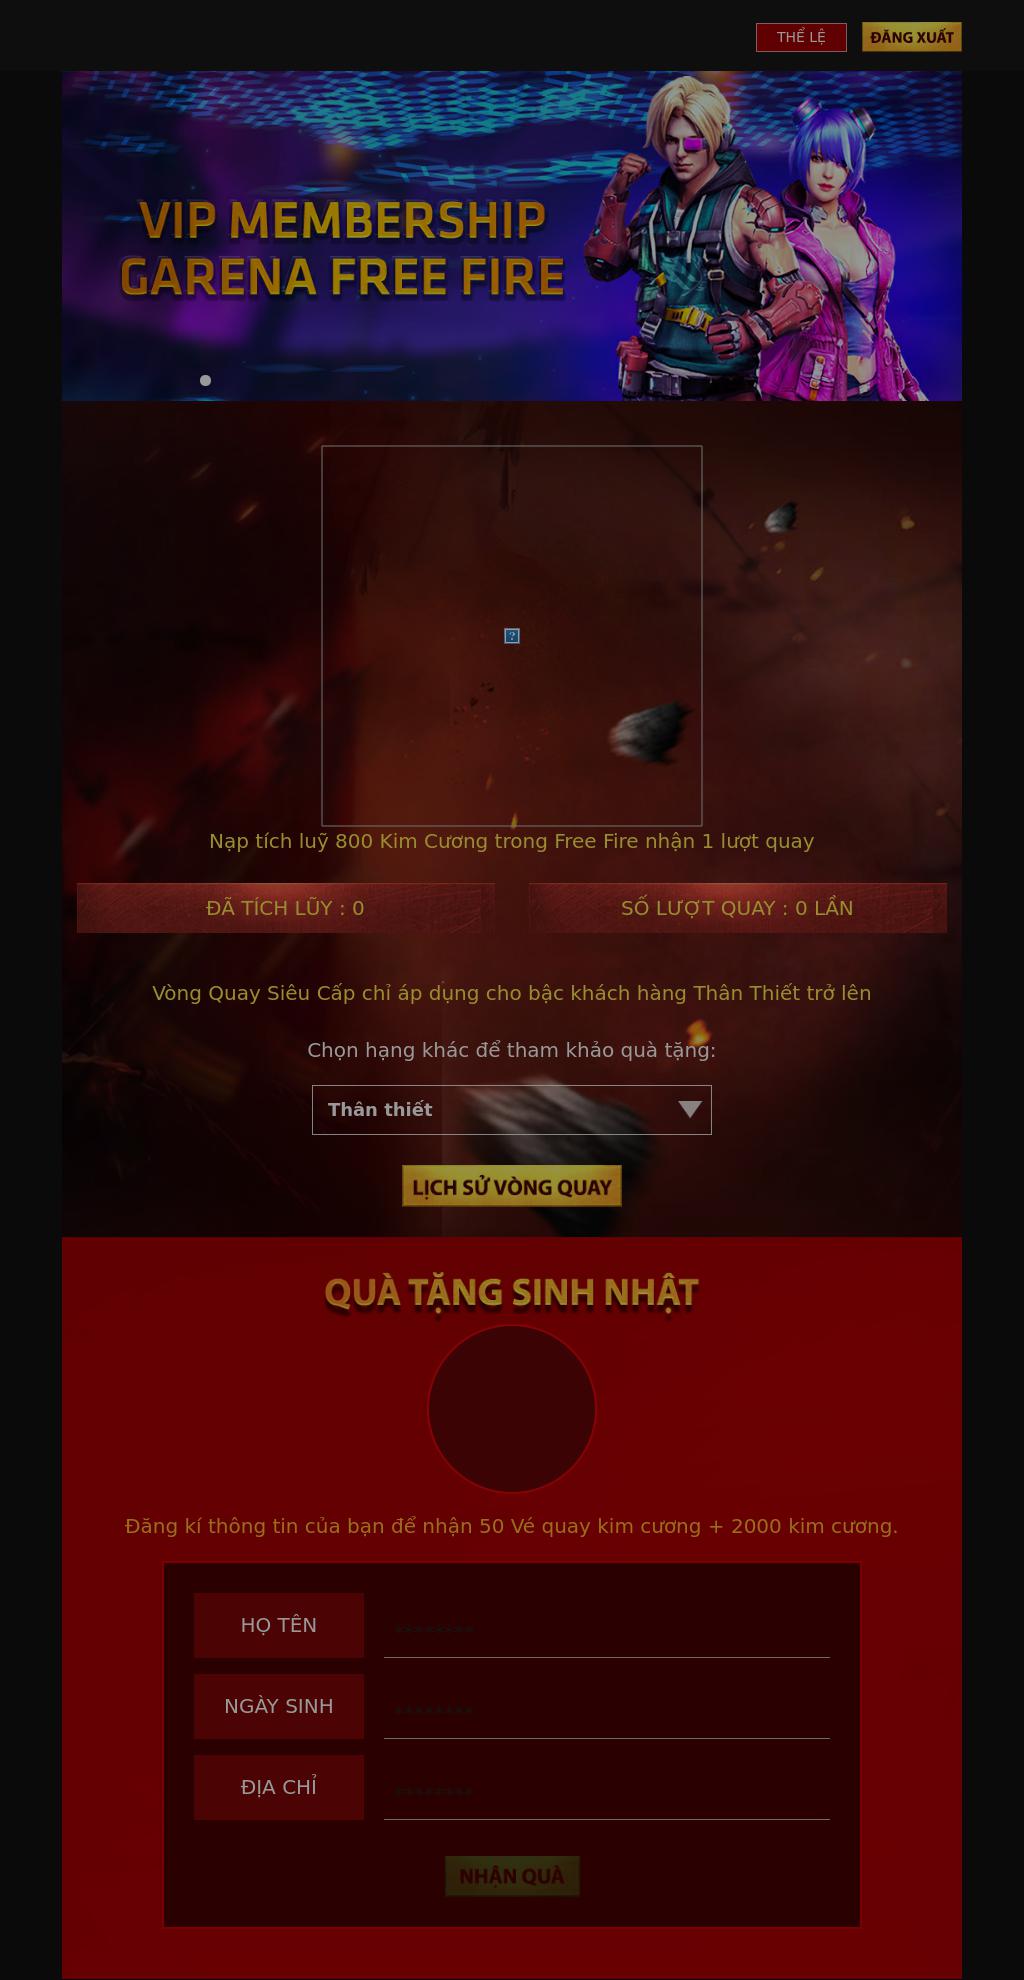 THỂ LỆ
ĐĂNG XUẤT
VIP MEMBERSHIP
GARENA FREE FIRE
Nạp tích luỹ 800 Kim Cương trong Free Fire nhận 1 lượt quay
ĐÃ TÍCH LŨY : 0
SỐ LƯỢT QUAY : 0 LẦN
Vòng Quay Siêu Cấp chỉ áp dụng cho bậc khách hàng Thân Thiết trở lên
Chọn hạng khác để tham khảo quà tặng:
Thân thiết
LỊCH SỬ VÒNG QUAY
QUÀ TẶNG SINH NHẬT
Đăng kí thông tin của bạn để nhận 50 Vé quay kim cương + 2000 kim cương.
HỌ TÊN
********
NGÀY SINH
********
ĐỊA CHỈ
********
NHẬN QUÀ